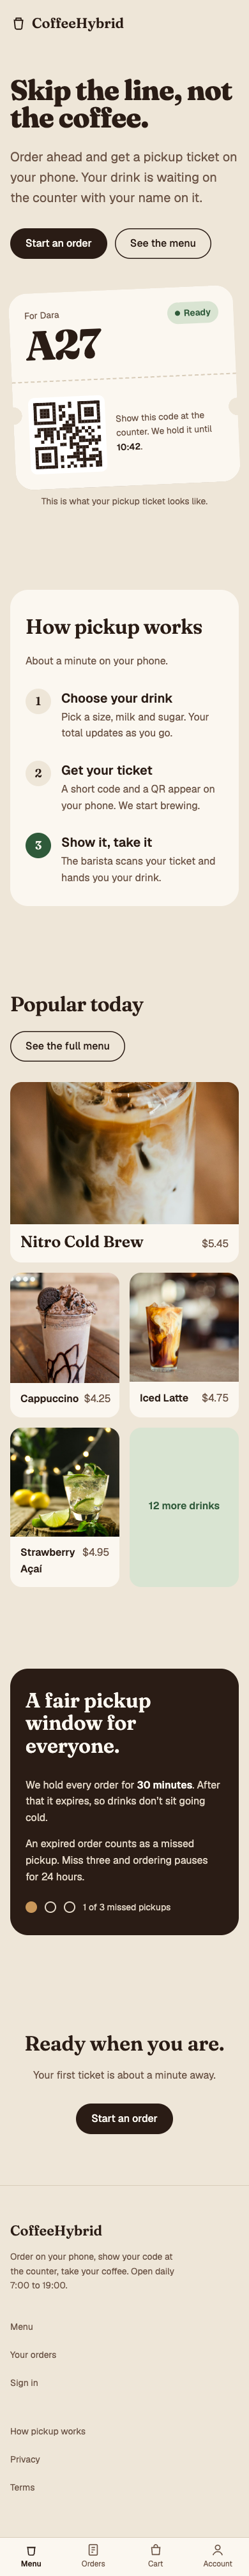 CoffeeHybrid
Skip the line, not
the coffee.
Order ahead and get a pickup ticket on
your phone. Your drink is waiting on
the counter with your name on it.
Start an order
See the menu
For Dara
Ready
A27
Show this code at the
counter. We hold it until
10:42.
This is what your pickup ticket looks like.
How pickup works
About a minute on your phone.
1
Choose your drink
Pick a size, milk and sugar. Your
total updates as you go.
2
Get your ticket
A short code and a QR appear on
your phone. We start brewing.
3
Show it, take it
The barista scans your ticket and
hands you your drink.
Popular today
See the full menu
Nitro Cold Brew $5.45
Cappuccino $4.25
Iced Latte $4.75
Strawberry $4.95
Açaí
12 more drinks
A fair pickup
window for
everyone.
We hold every order for 30 minutes. After
that it expires, so drinks don't sit going
cold.
An expired order counts as a missed
pickup. Miss three and ordering pauses
for 24 hours.
1 of 3 missed pickups
Ready when you are.
Your first ticket is about a minute away.
Start an order
CoffeeHybrid
Order on your phone, show your code at
the counter, take your coffee. Open daily
7:00 to 19:00.
Menu
Your orders
Sign in
How pickup works
Privacy
Terms
Menu
Orders
Cart
Account